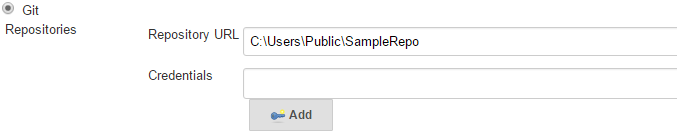 Git
Repositories
Repository URL C:\Users\Public\SampleRepo
Credentials
Add